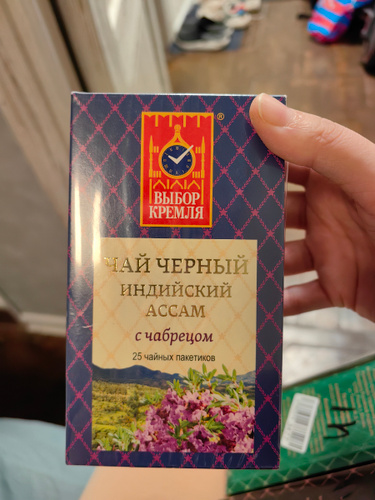 ®
ВЫБОР
КРЕМЛЯ
ЧАЙ ЧЕРНЫЙ
ИНДИЙСКИЙ
АССАМ
с чабрецом
25 чайных пакетиков